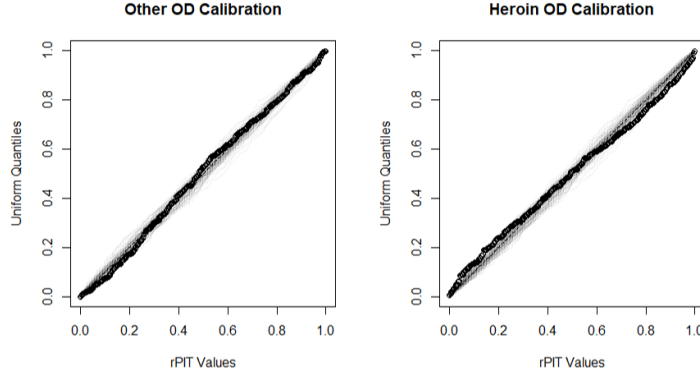 Other OD Calibration
Uniform Quantiles
1.0
0.8
0.6
0.4
0.2
0.0
0.0 0.2 0.4 0.6 0.8 1.0
rPIT Values
Heroin OD Calibration
Uniform Quantiles
1.0
0.8
0.6
0.4
0.2
0.0
0.0 0.2 0.4 0.6 0.8 1.0
rPIT Values